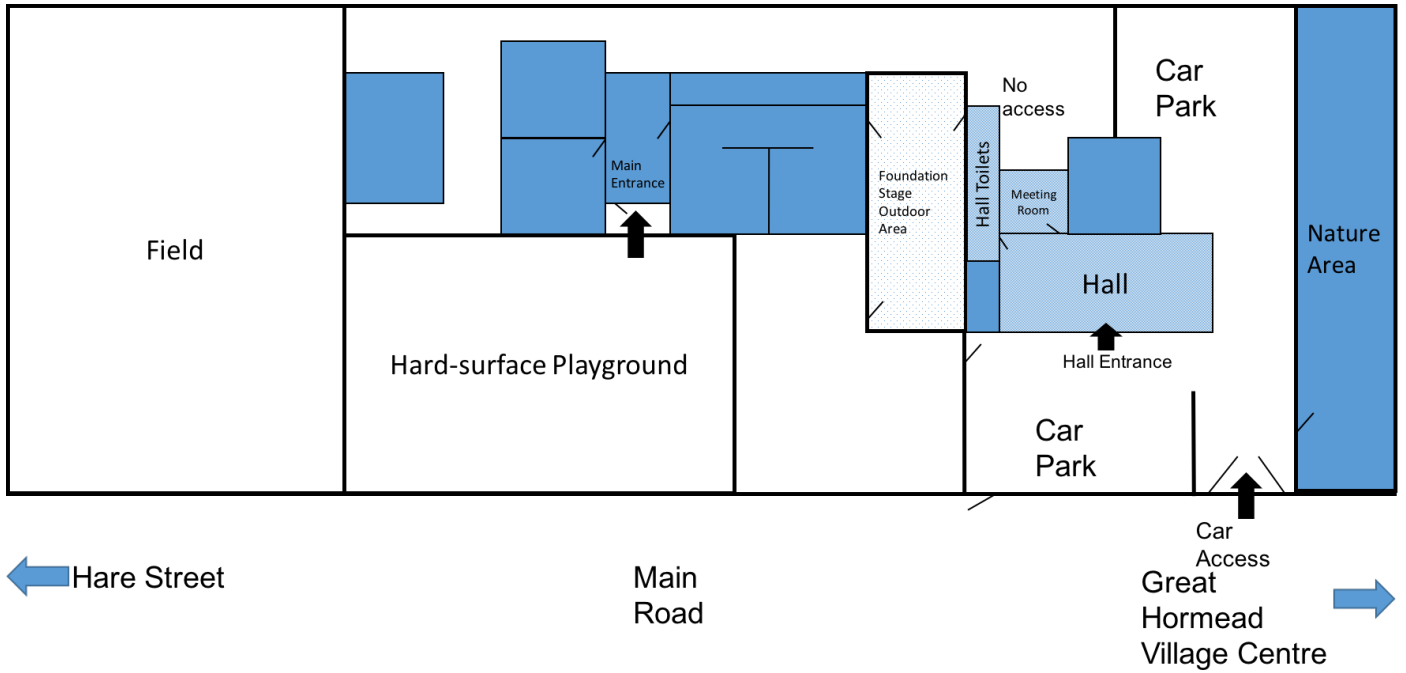 Car
Park
No
access
Main
Entrance
Foundation
Stage
Outdoor
Area
Hall Toilets
Meeting
Room
Field
Nature
Area
Hall
Hard-surface Playground
Hall Entrance
Car
Park
Car
Access
Hare Street
Main
Road
Great
Hormead
Village Centre